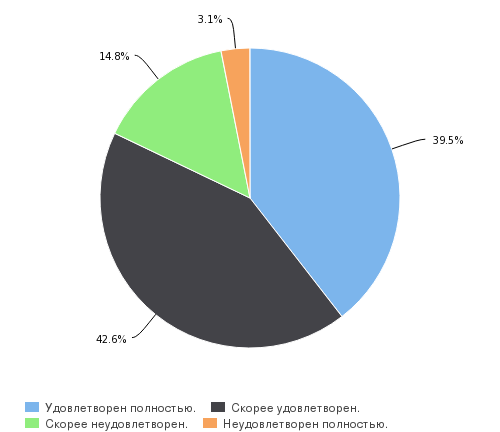 3.1%
14.8%
39.5%
42.6%
Удовлетворен полностью. Скорее удовлетворен.
Скорее неудовлетворен. Неудовлетворен полностью.